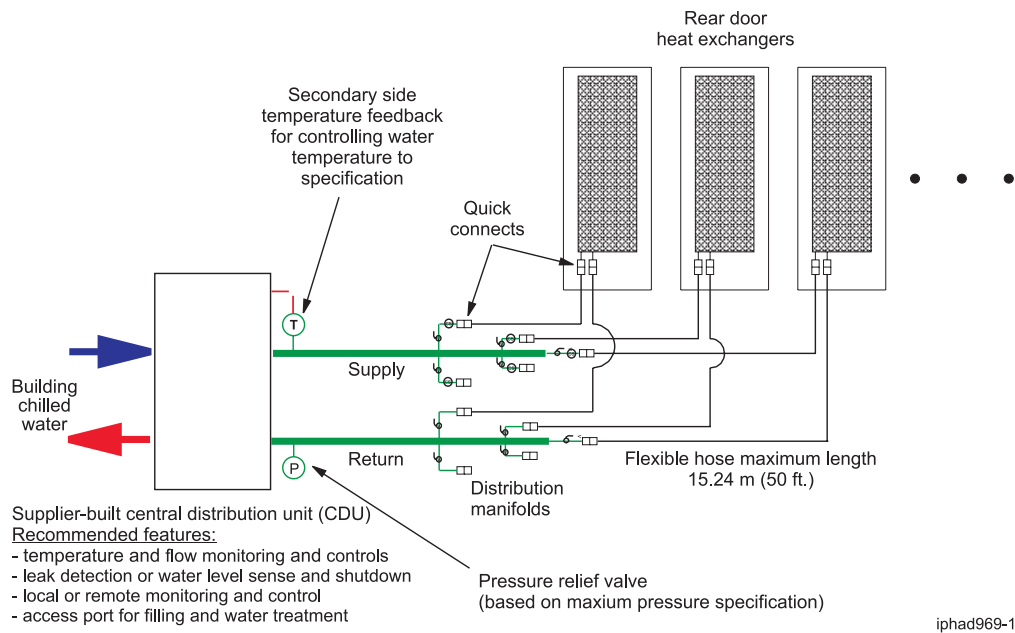 Rear door
heat exchangers
Secondary side
temperature feedback
for controlling water
temperature to
specification
Quick
connects
T
Supply
Building
chilled
water
P
Return
Distribution
manifolds
Flexible hose maximum length
15.24 m (50 ft.)
Supplier-built central distribution unit (CDU)
Recommended features:
- temperature and flow monitoring and controls
- leak detection or water level sense and shutdown
- local or remote monitoring and control
- access port for filling and water treatment
Pressure relief valve
(based on maxium pressure specification)
iphad969-1